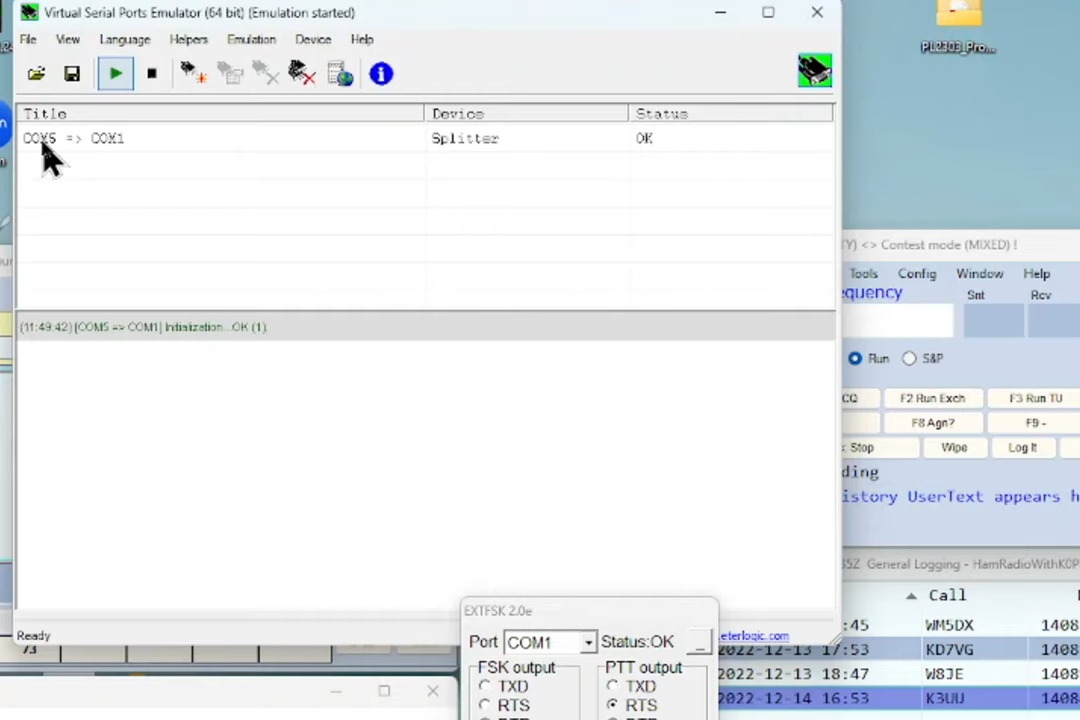 Virtual Serial Ports Emulator (64 bit) (Emulation started)
File View Language Helpers Emulation Device Help
Title Device Status
COM5 => COM1 Splitter OK
(11:49:42) [COM5 => COM1] Initialization...OK (1)
Ready
eterlogic.com
PL2303_Pro...
<> Contest mode (MIXED) !
Tools Config Window Help
equency Snt Rcv
Run S&P
CQ F2 Run Exch F3 Run TU
F8 Agn? F9 -
: Stop Wipe Log It
ding
istory UserText appears h
General Logging - HamRadioWithK0P
Call
:45 WM5DX 1408
2022-12-13 17:53 KD7VG 1408
2022-12-13 18:47 W8JE 1408
2022-12-14 16:53 K3UU 1408
EXTFSK 2.0e
Port COM1 Status:OK _
FSK output PTT output
TXD TXD
RTS RTS
73